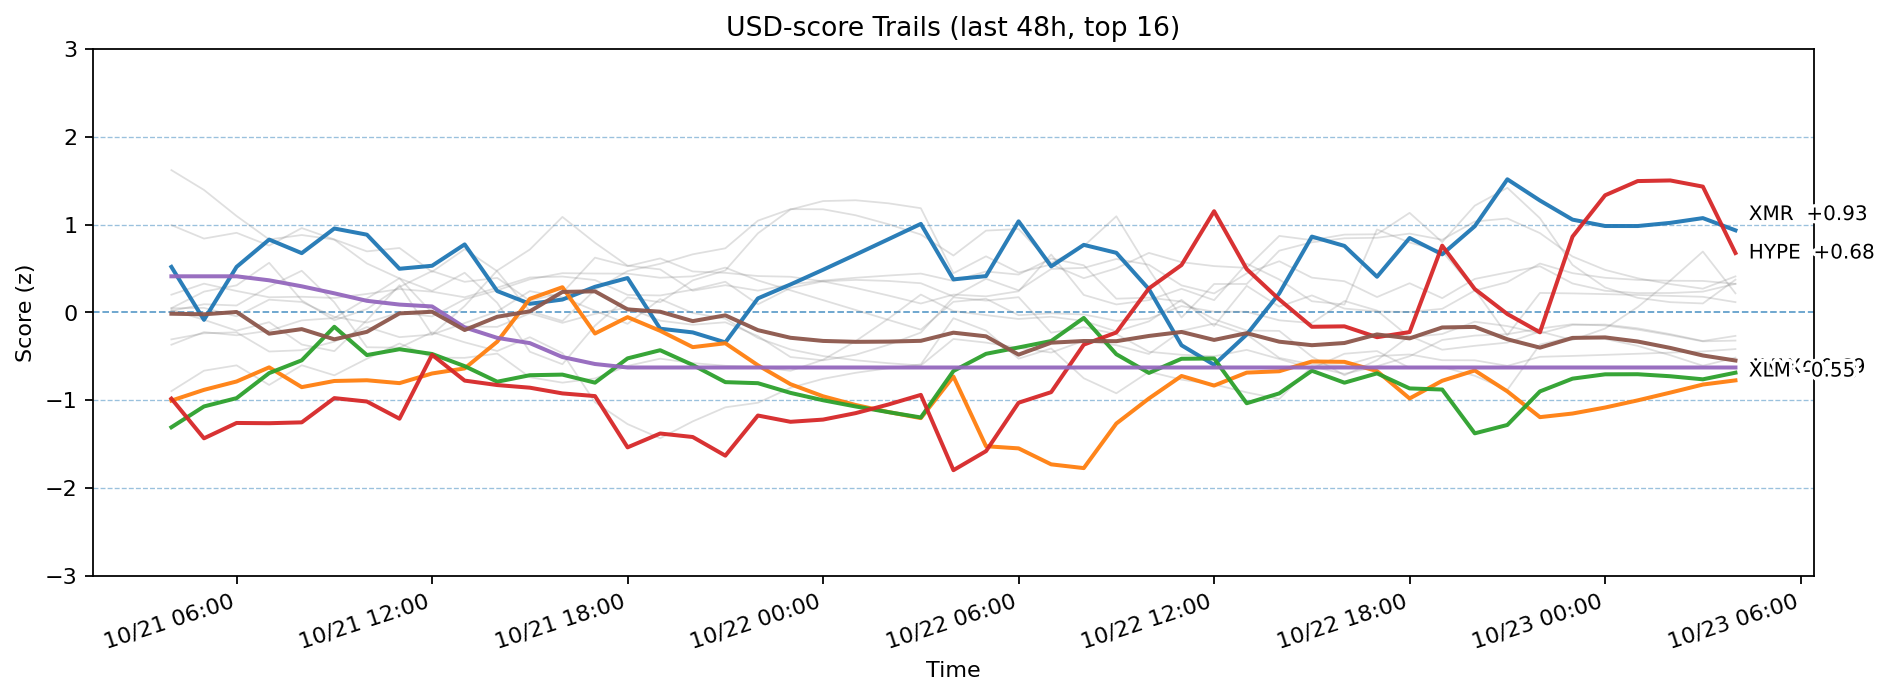 USD-score Trails (last 48h, top 16)
Score (z)
3
2
1
0
−1
−2
−3
XMR +0.93
HYPE +0.68
XLM -0.55
10/21 06:00
10/21 12:00
10/21 18:00
10/22 00:00
10/22 06:00
10/22 12:00
10/22 18:00
10/23 00:00
10/23 06:00
Time